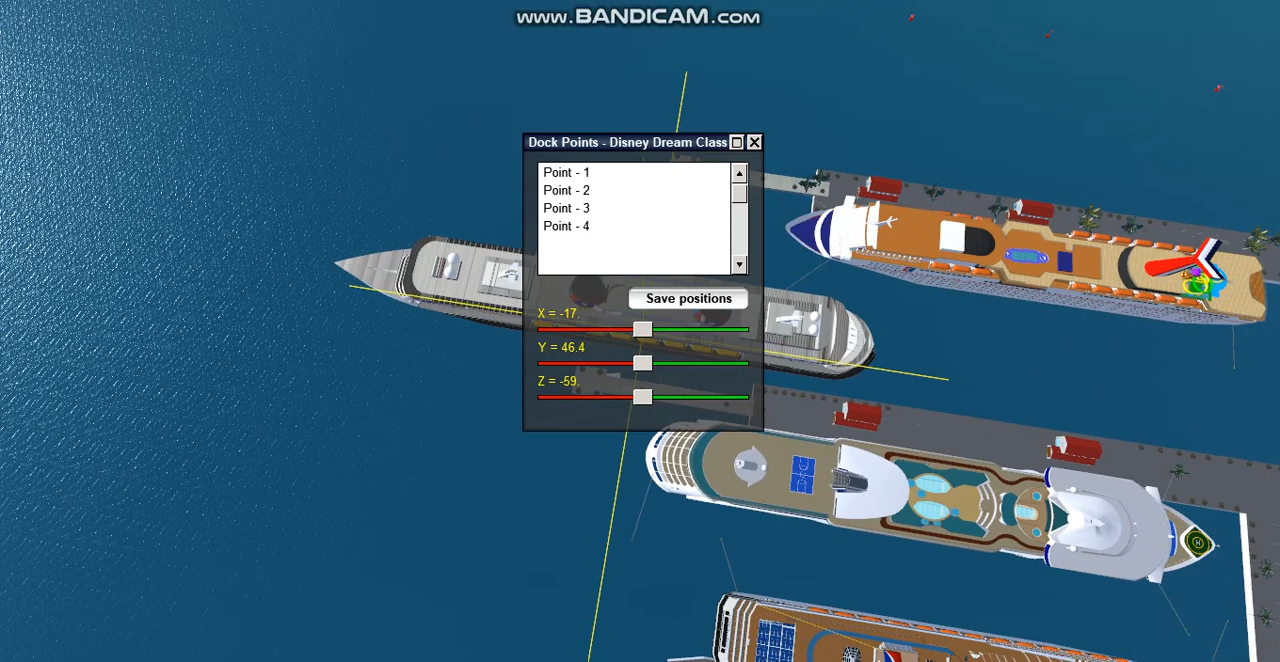 WWW.BANDICAM.COM
Dock Points - Disney Dream Class
Point - 1
Point - 2
Point - 3
Point - 4
Save positions
X = -17.
Y = 46.4
Z = -59.
H